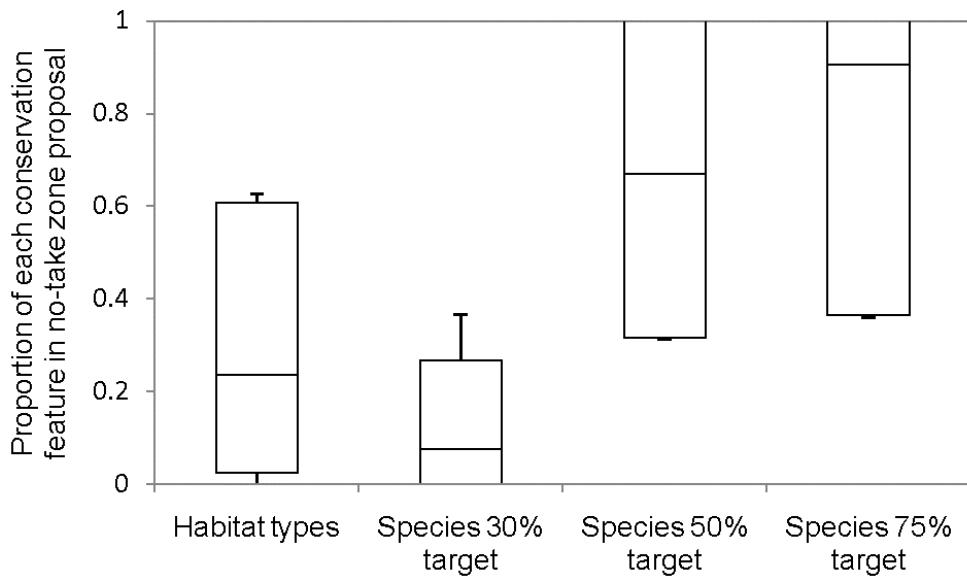 Proportion of each conservation
feature in no-take zone proposal
1
0.8
0.6
0.4
0.2
0
Habitat types
Species 30%
target
Species 50%
target
Species 75%
target